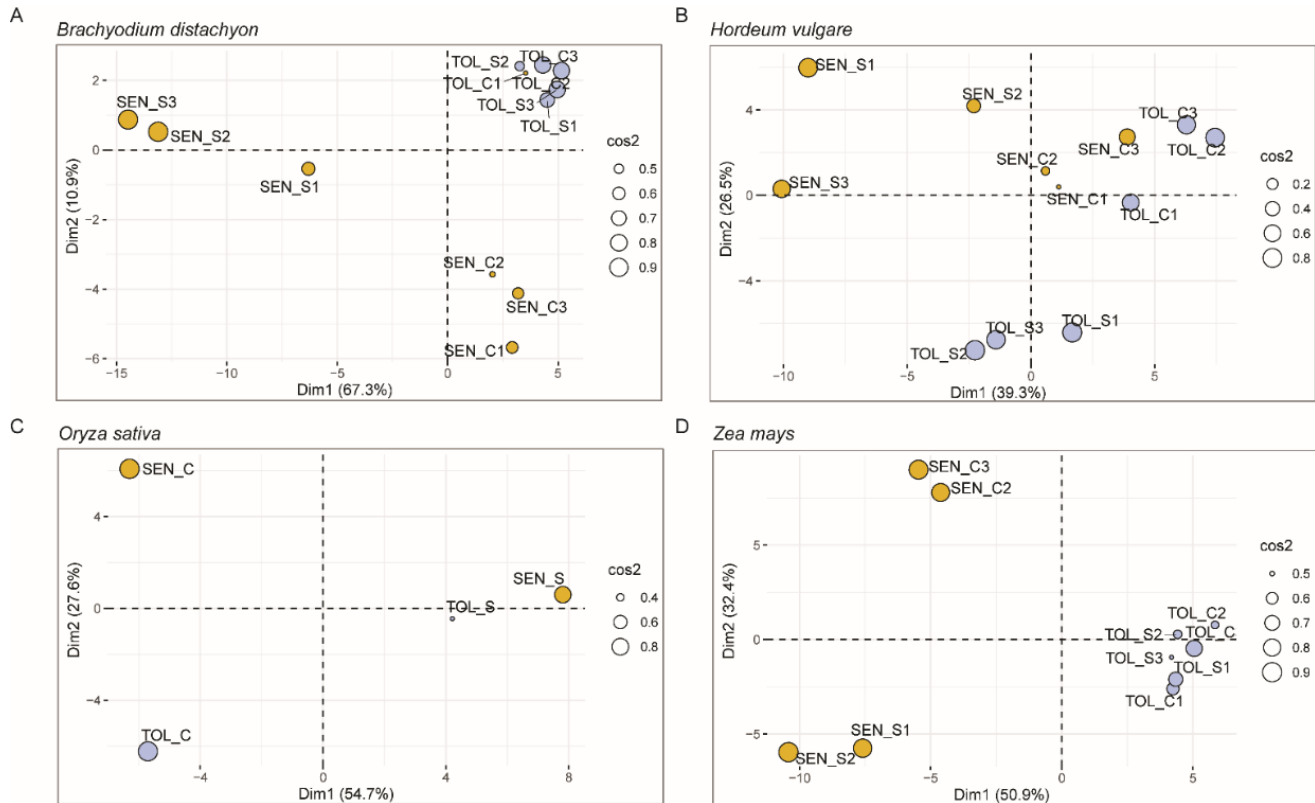 A
Brachyodium distachyon
TOL_S2
TOL_C3
TOL_C1
TOL_C2
TOL_S3
TOL_S1
SEN_S3
SEN_S2
SEN_S1
SEN_C2
SEN_C3
SEN_C1
2
0
−2
−4
−6
−15
−10
−5
0
5
Dim1 (67.3%)
Dim2 (10.9%)
cos2
0.5
0.6
0.7
0.8
0.9
B
Hordeum vulgare
SEN_S1
SEN_S2
TOL_C3
SEN_C3
TOL_C2
SEN_C2
SEN_S3
SEN_C1
TOL_C1
TOL_S3
TOL_S1
TOL_S2
4
0
−4
−10
−5
0
5
Dim1 (39.3%)
Dim2 (26.5%)
cos2
0.2
0.4
0.6
0.8
C
Oryza sativa
SEN_C
SEN_S
TOL_S
TOL_C
4
0
−4
−4
0
4
8
Dim1 (54.7%)
Dim2 (27.6%)
cos2
0.4
0.6
0.8
D
Zea mays
SEN_C3
SEN_C2
TOL_C2
TOL_S2
TOL_C
TOL_S3
TOL_S1
TOL_C1
SEN_S1
SEN_S2
5
0
−5
−10
−5
0
5
Dim1 (50.9%)
Dim2 (32.4%)
cos2
0.5
0.6
0.7
0.8
0.9